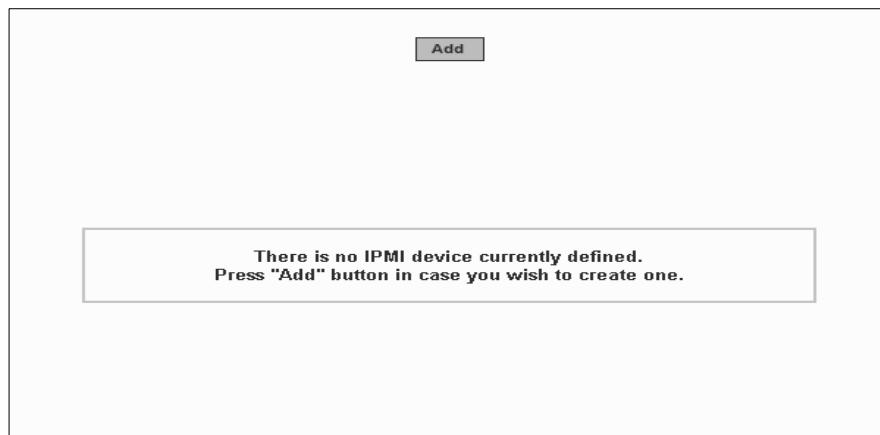 Add
There is no IPMI device currently defined.
Press "Add" button in case you wish to create one.